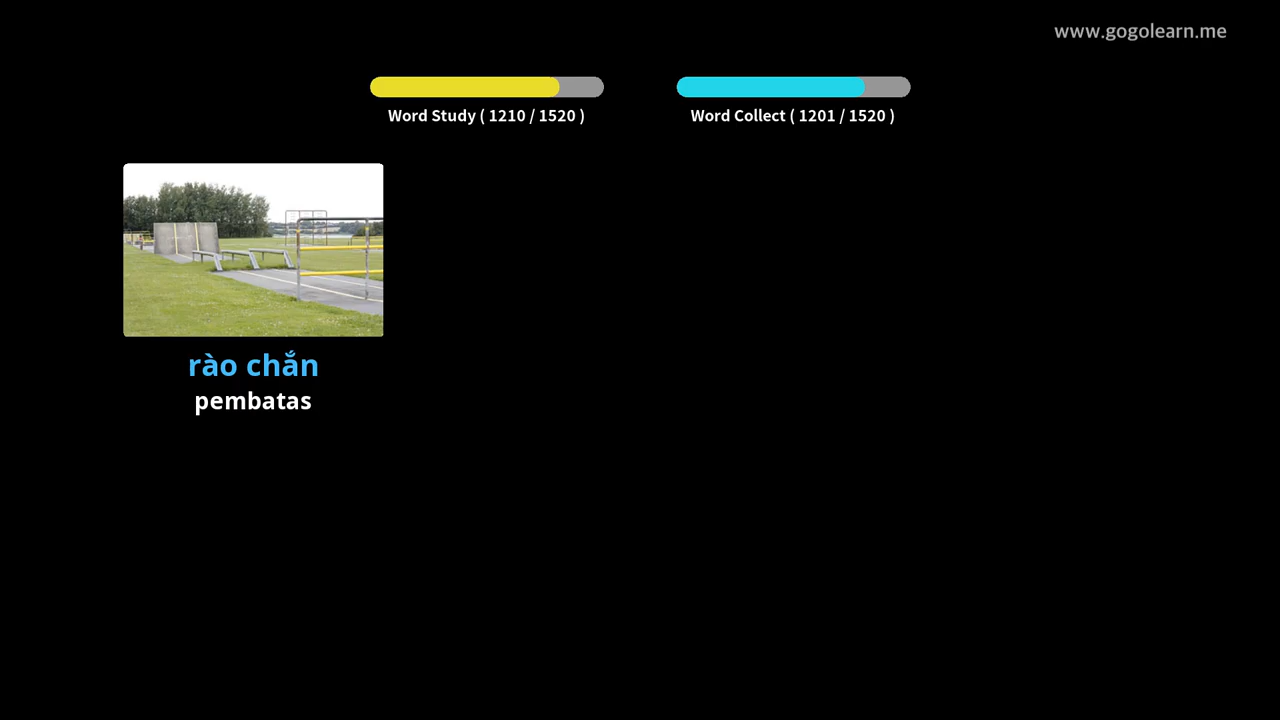 www.gogolearn.me
Word Study ( 1210 / 1520 )
Word Collect ( 1201 / 1520 )
rào chắn
pembatas